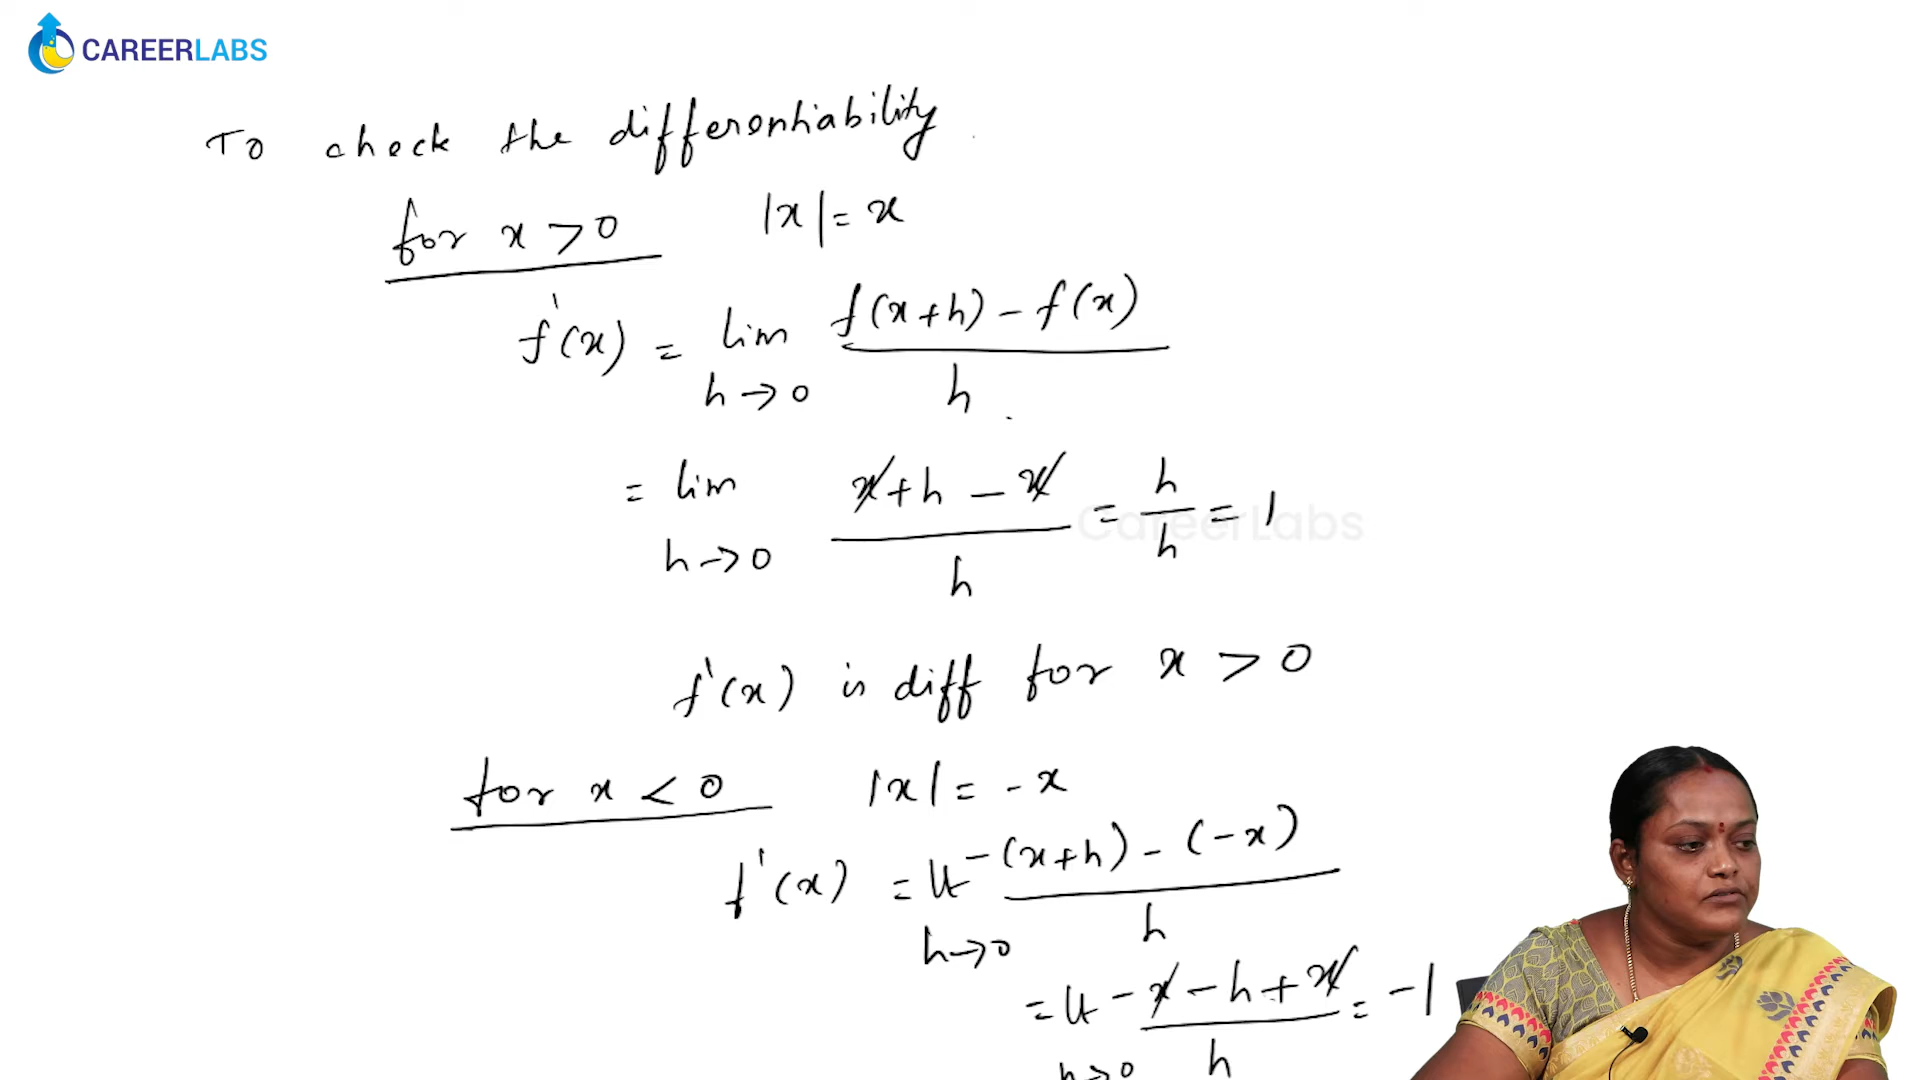 CAREERLABS
To check the differentiability
for x > 0 |x| = x
f'(x) = lim h→0 f(x+h) - f(x) / h
= lim h→0 x+h - x / h = h / h = 1
CareerLabs
f'(x) is diff for x > 0
for x < 0 |x| = -x
f'(x) = lt h→0 -(x+h) - (-x) / h
= lt h→0 -x - h + x / h = -1